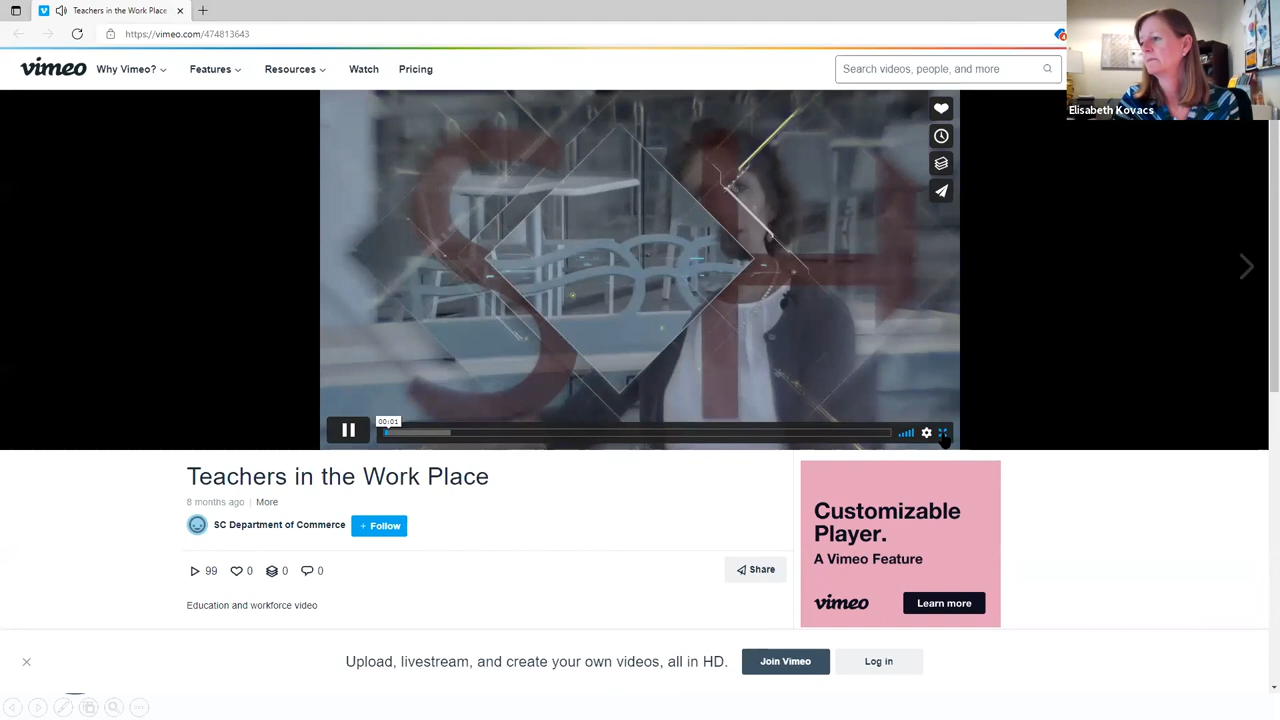 Teachers in the Work Place
https://vimeo.com/474813643
vimeo
Why Vimeo?
Features
Resources
Watch
Pricing
Search videos, people, and more
Elisabeth Kovacs
00:01
Teachers in the Work Place
8 months ago | More
SC Department of Commerce
+ Follow
99
0
0
0
Share
Education and workforce video
Customizable
Player.
A Vimeo Feature
vimeo
Learn more
Upload, livestream, and create your own videos, all in HD.
Join Vimeo
Log in